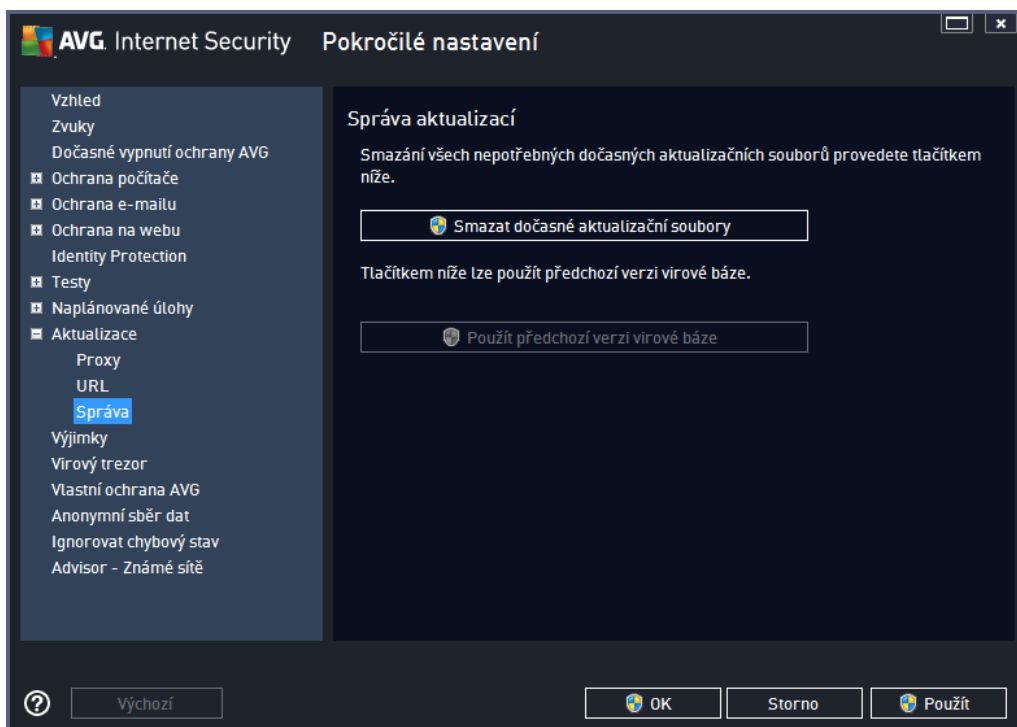 AVG. Internet Security
Pokročilé nastavení
Vzhled
Zvuky
Dočasné vypnutí ochrany AVG
Ochrana počítače
Ochrana e-mailu
Ochrana na webu
Identity Protection
Testy
Naplánované úlohy
Aktualizace
Proxy
URL
Správa
Výjimky
Virový trezor
Vlastní ochrana AVG
Anonymní sběr dat
Ignorovat chybový stav
Advisor - Známé sítě
Správa aktualizací
Smazání všech nepotřebných dočasných aktualizačních souborů provedete tlačítkem
níže.
Smazat dočasné aktualizační soubory
Tlačítkem níže lze použít předchozí verzi virové báze.
Použít předchozí verzi virové báze
Výchozí
OK
Storno
Použít